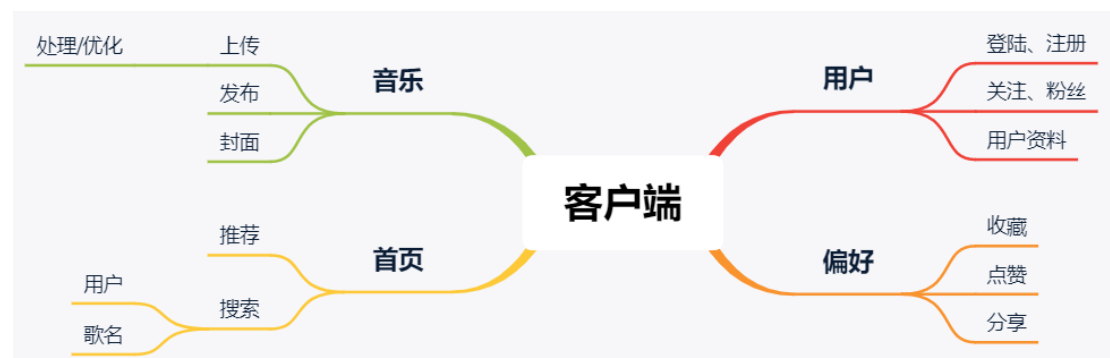 客户端
音乐
上传
处理/优化
发布
封面
首页
推荐
搜索
用户
歌名
用户
登陆、注册
关注、粉丝
用户资料
偏好
收藏
点赞
分享